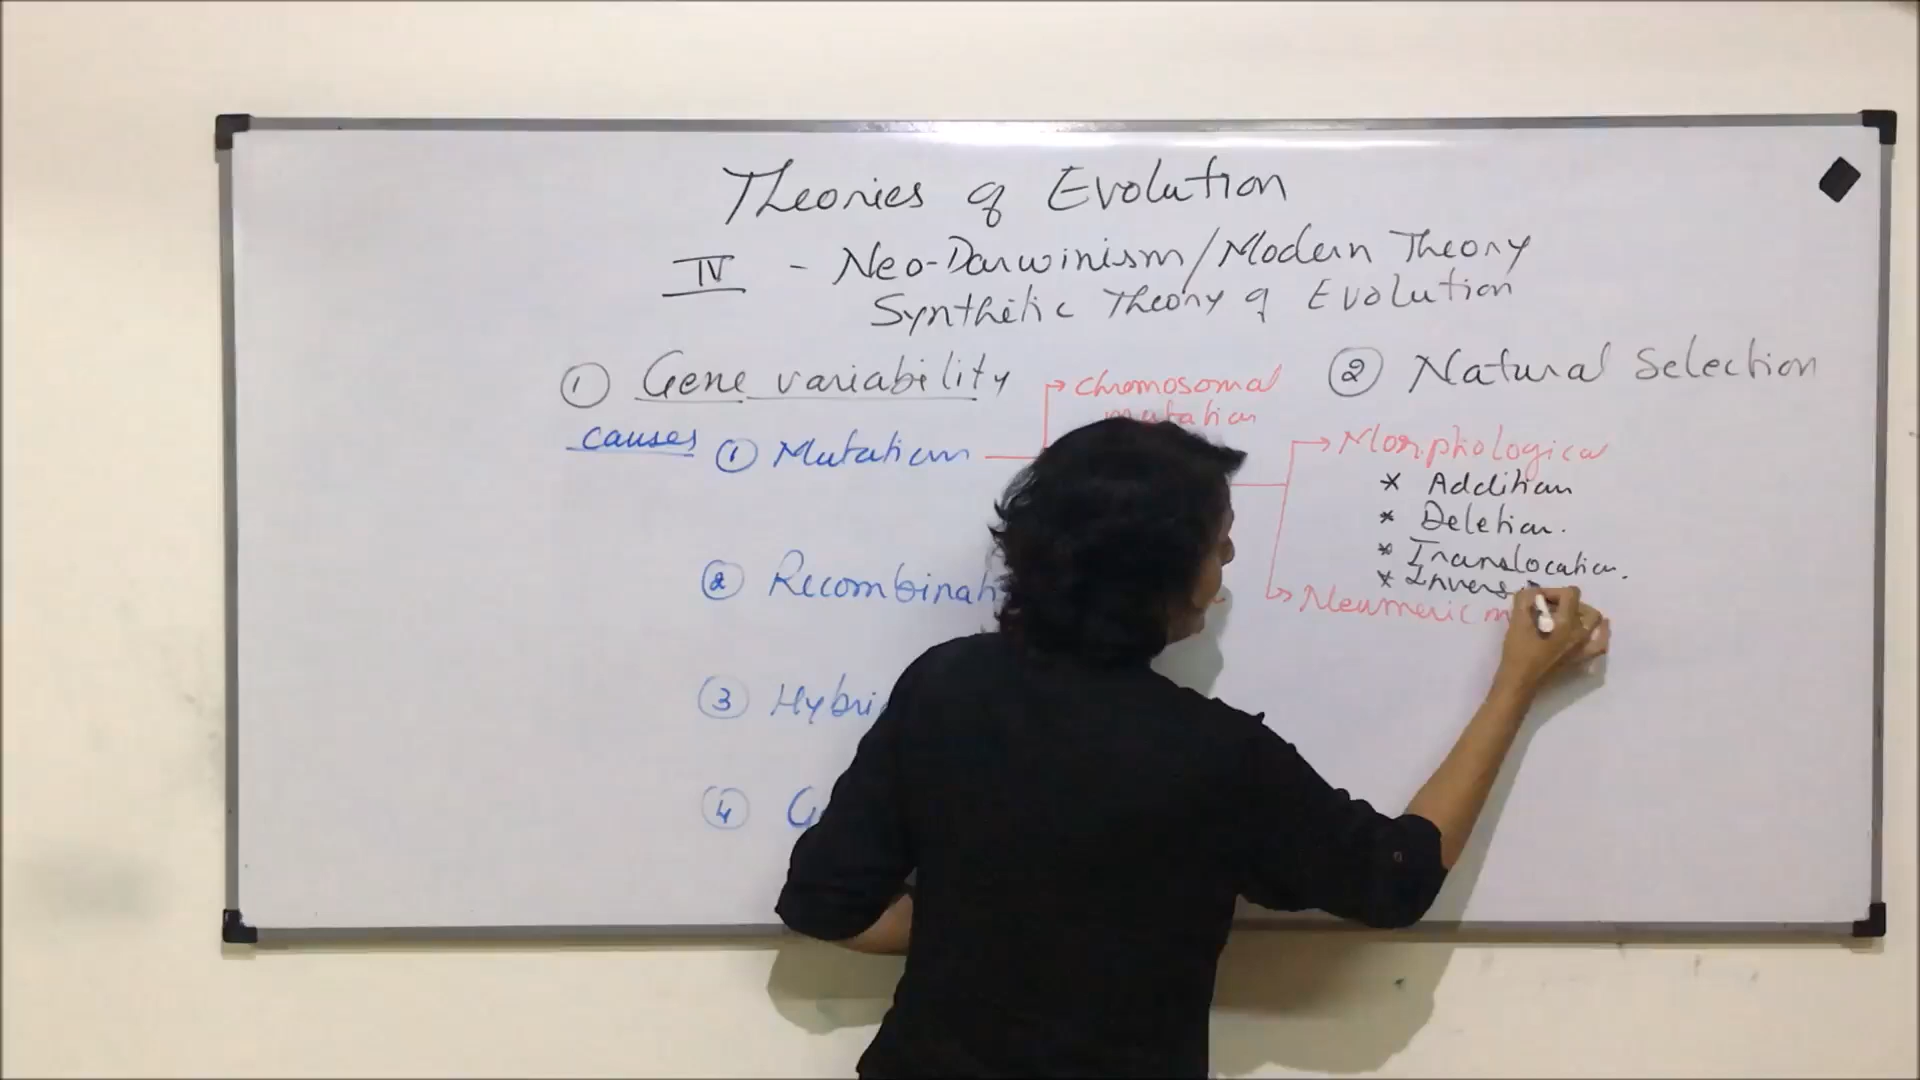 Theories of Evolution
IV - Neo-Darwinism/Modern Theory
Synthetic Theory of Evolution
① Gene variability
② Natural Selection
causes ① Mutation
chromosomal
mutation
Morphological
* Addition
* Deletion.
* Translocation.
* Invers
Neumeric m
② Recombinati
③ Hybri
④ G